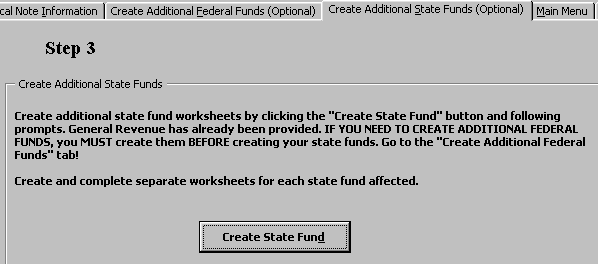 cal Note Information Create Additional Federal Funds (Optional) Create Additional State Funds (Optional) Main Menu
Step 3
Create Additional State Funds
Create additional state fund worksheets by clicking the "Create State Fund" button and following
prompts. General Revenue has already been provided. IF YOU NEED TO CREATE ADDITIONAL FEDERAL
FUNDS, you MUST create them BEFORE creating your state funds. Go to the "Create Additional Federal
Funds" tab!
Create and complete separate worksheets for each state fund affected.
Create State Fund